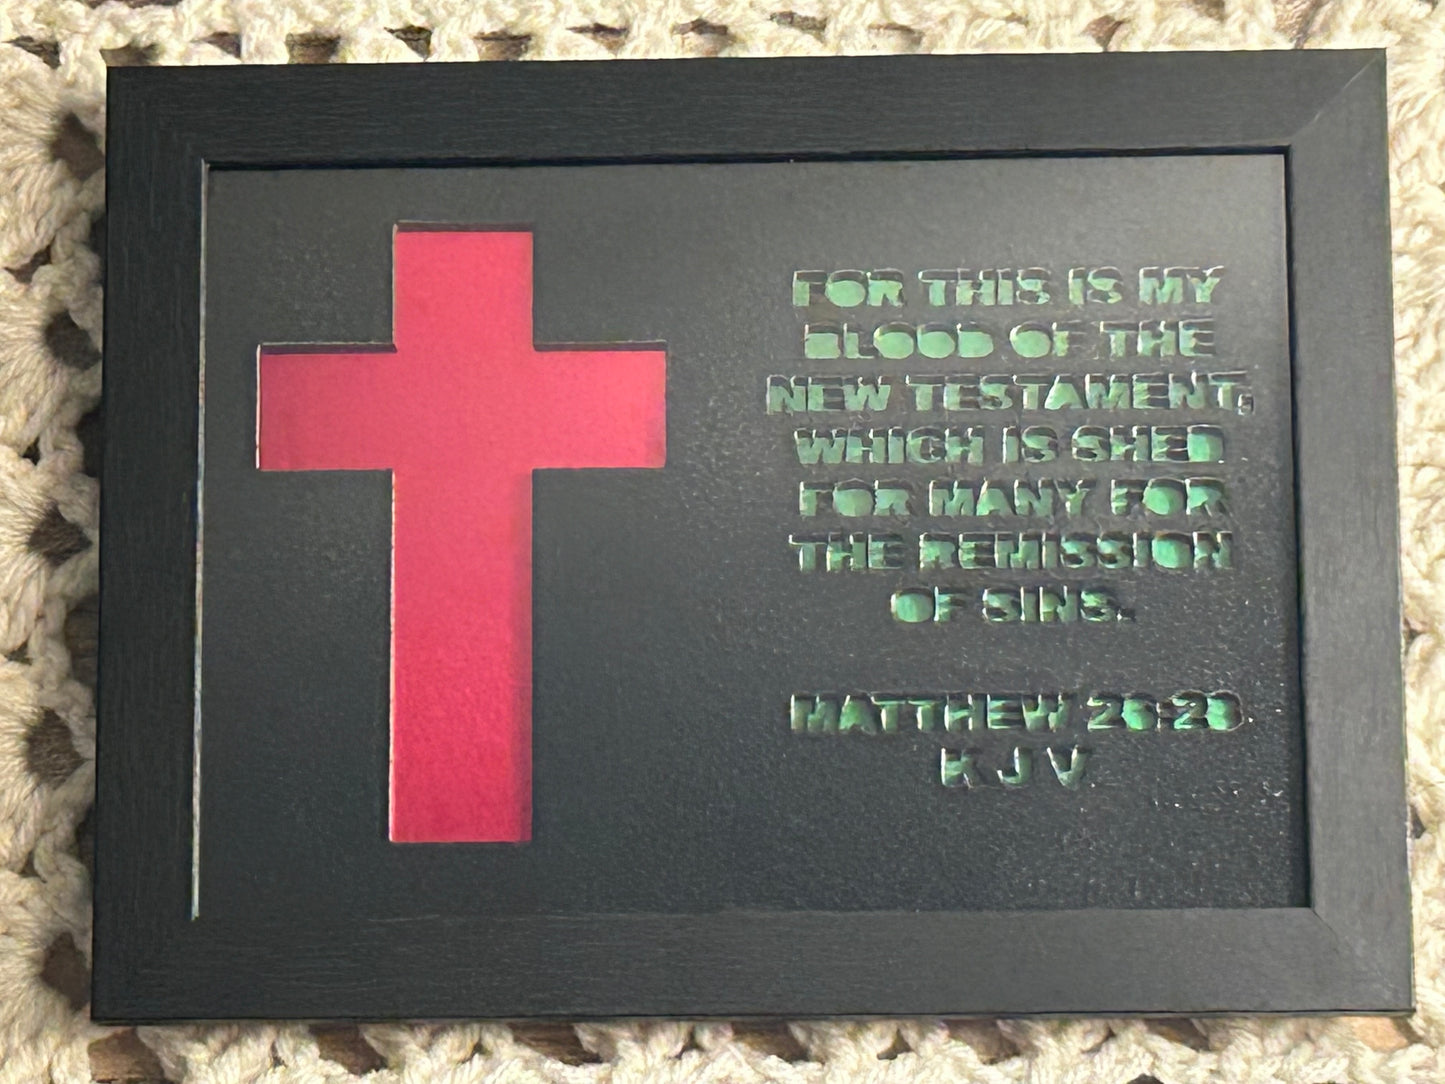 FOR THIS IS MY
BLOOD OF THE
NEW TESTAMENT,
WHICH IS SHED
FOR MANY FOR
THE REMISSION
OF SINS.
MATTHEW 26:28
KJV